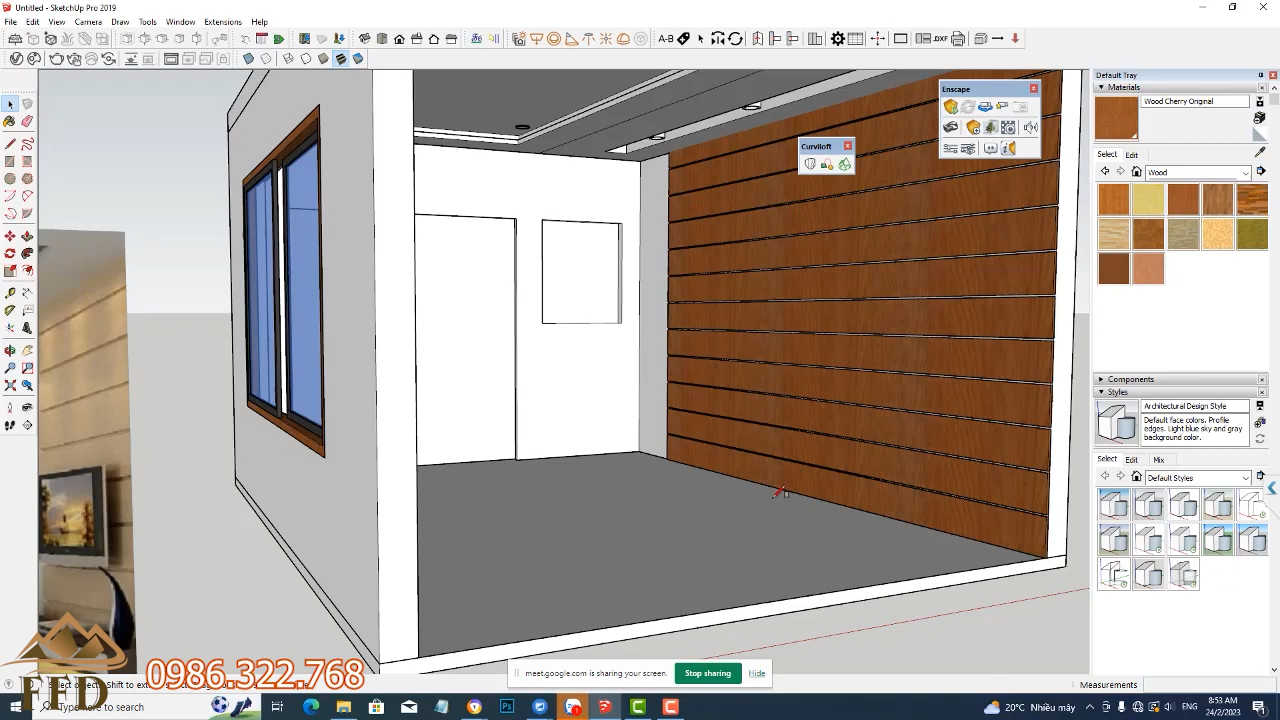 Untitled - SketchUp Pro 2019
File Edit View Camera Draw Tools Window Extensions Help
A-B
DXF
Default Tray
Materials
Wood Cherry Original
Select Edit
Wood
Enscape
Curviloft
Components
Styles
Architectural Design Style
Default face colors. Profile
edges. Light blue sky and gray
background color.
Select Edit Mix
Default Styles
0986.322.768
FFD
meet.google.com is sharing your screen.
Stop sharing
Hide
Measurements
Type here to search
Ps
20°C Nhiều mây
8:53 AM
24/2/2023